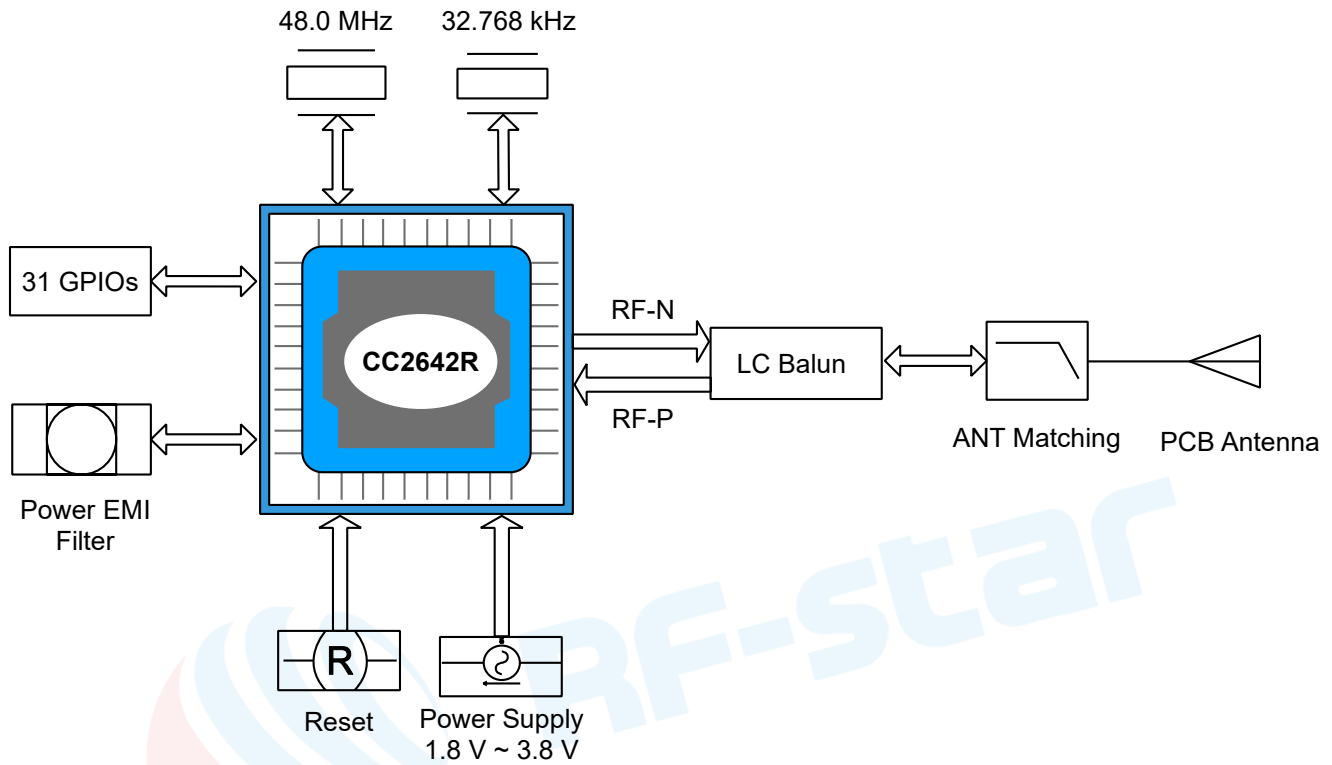 48.0 MHz
32.768 kHz
31 GPIOs
CC2642R
RF-N
LC Balun
RF-P
ANT Matching
PCB Antenna
Power EMI
Filter
R
Reset
Power Supply
1.8 V ~ 3.8 V
RF-star